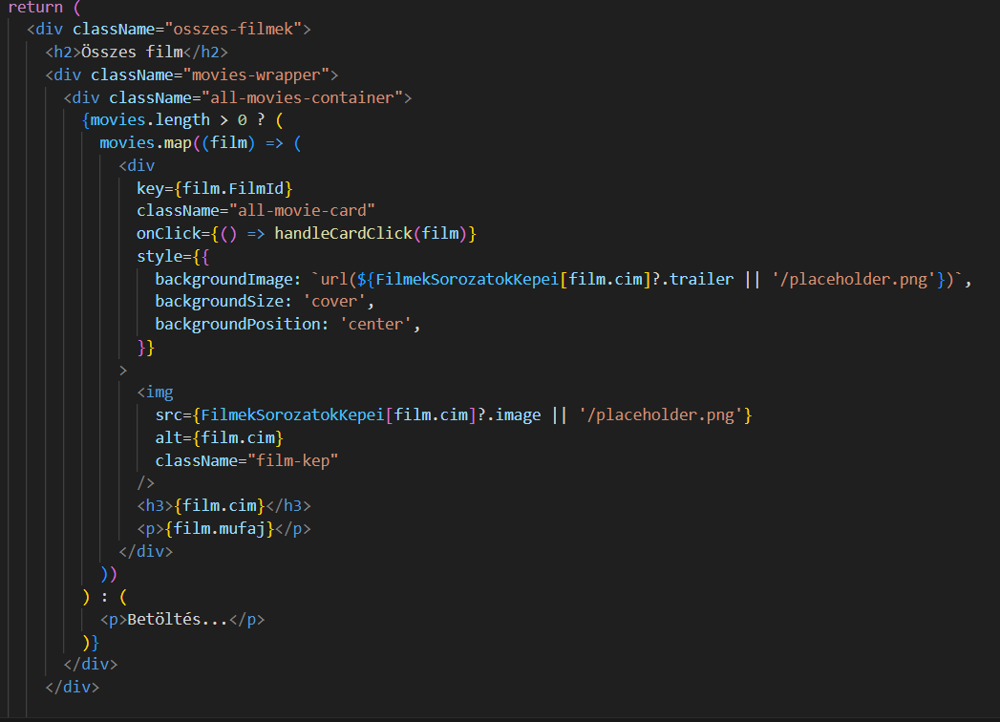 return (
<div className="osszes-filmek">
<h2>Összes film</h2>
<div className="movies-wrapper">
<div className="all-movies-container">
{movies.length > 0 ? (
movies.map((film) => (
<div
key={film.FilmId}
className="all-movie-card"
onClick={() => handleCardClick(film)}
style={{
backgroundImage: `url(${FilmekSorozatokKepei[film.cim]?.trailer || '/placeholder.png'})`,
backgroundSize: 'cover',
backgroundPosition: 'center',
}}
>
<img
src={FilmekSorozatokKepei[film.cim]?.image || '/placeholder.png'}
alt={film.cim}
className="film-kep"
/>
<h3>{film.cim}</h3>
<p>{film.mufaj}</p>
</div>
))
) : (
<p>Betöltés...</p>
)}
</div>
</div>